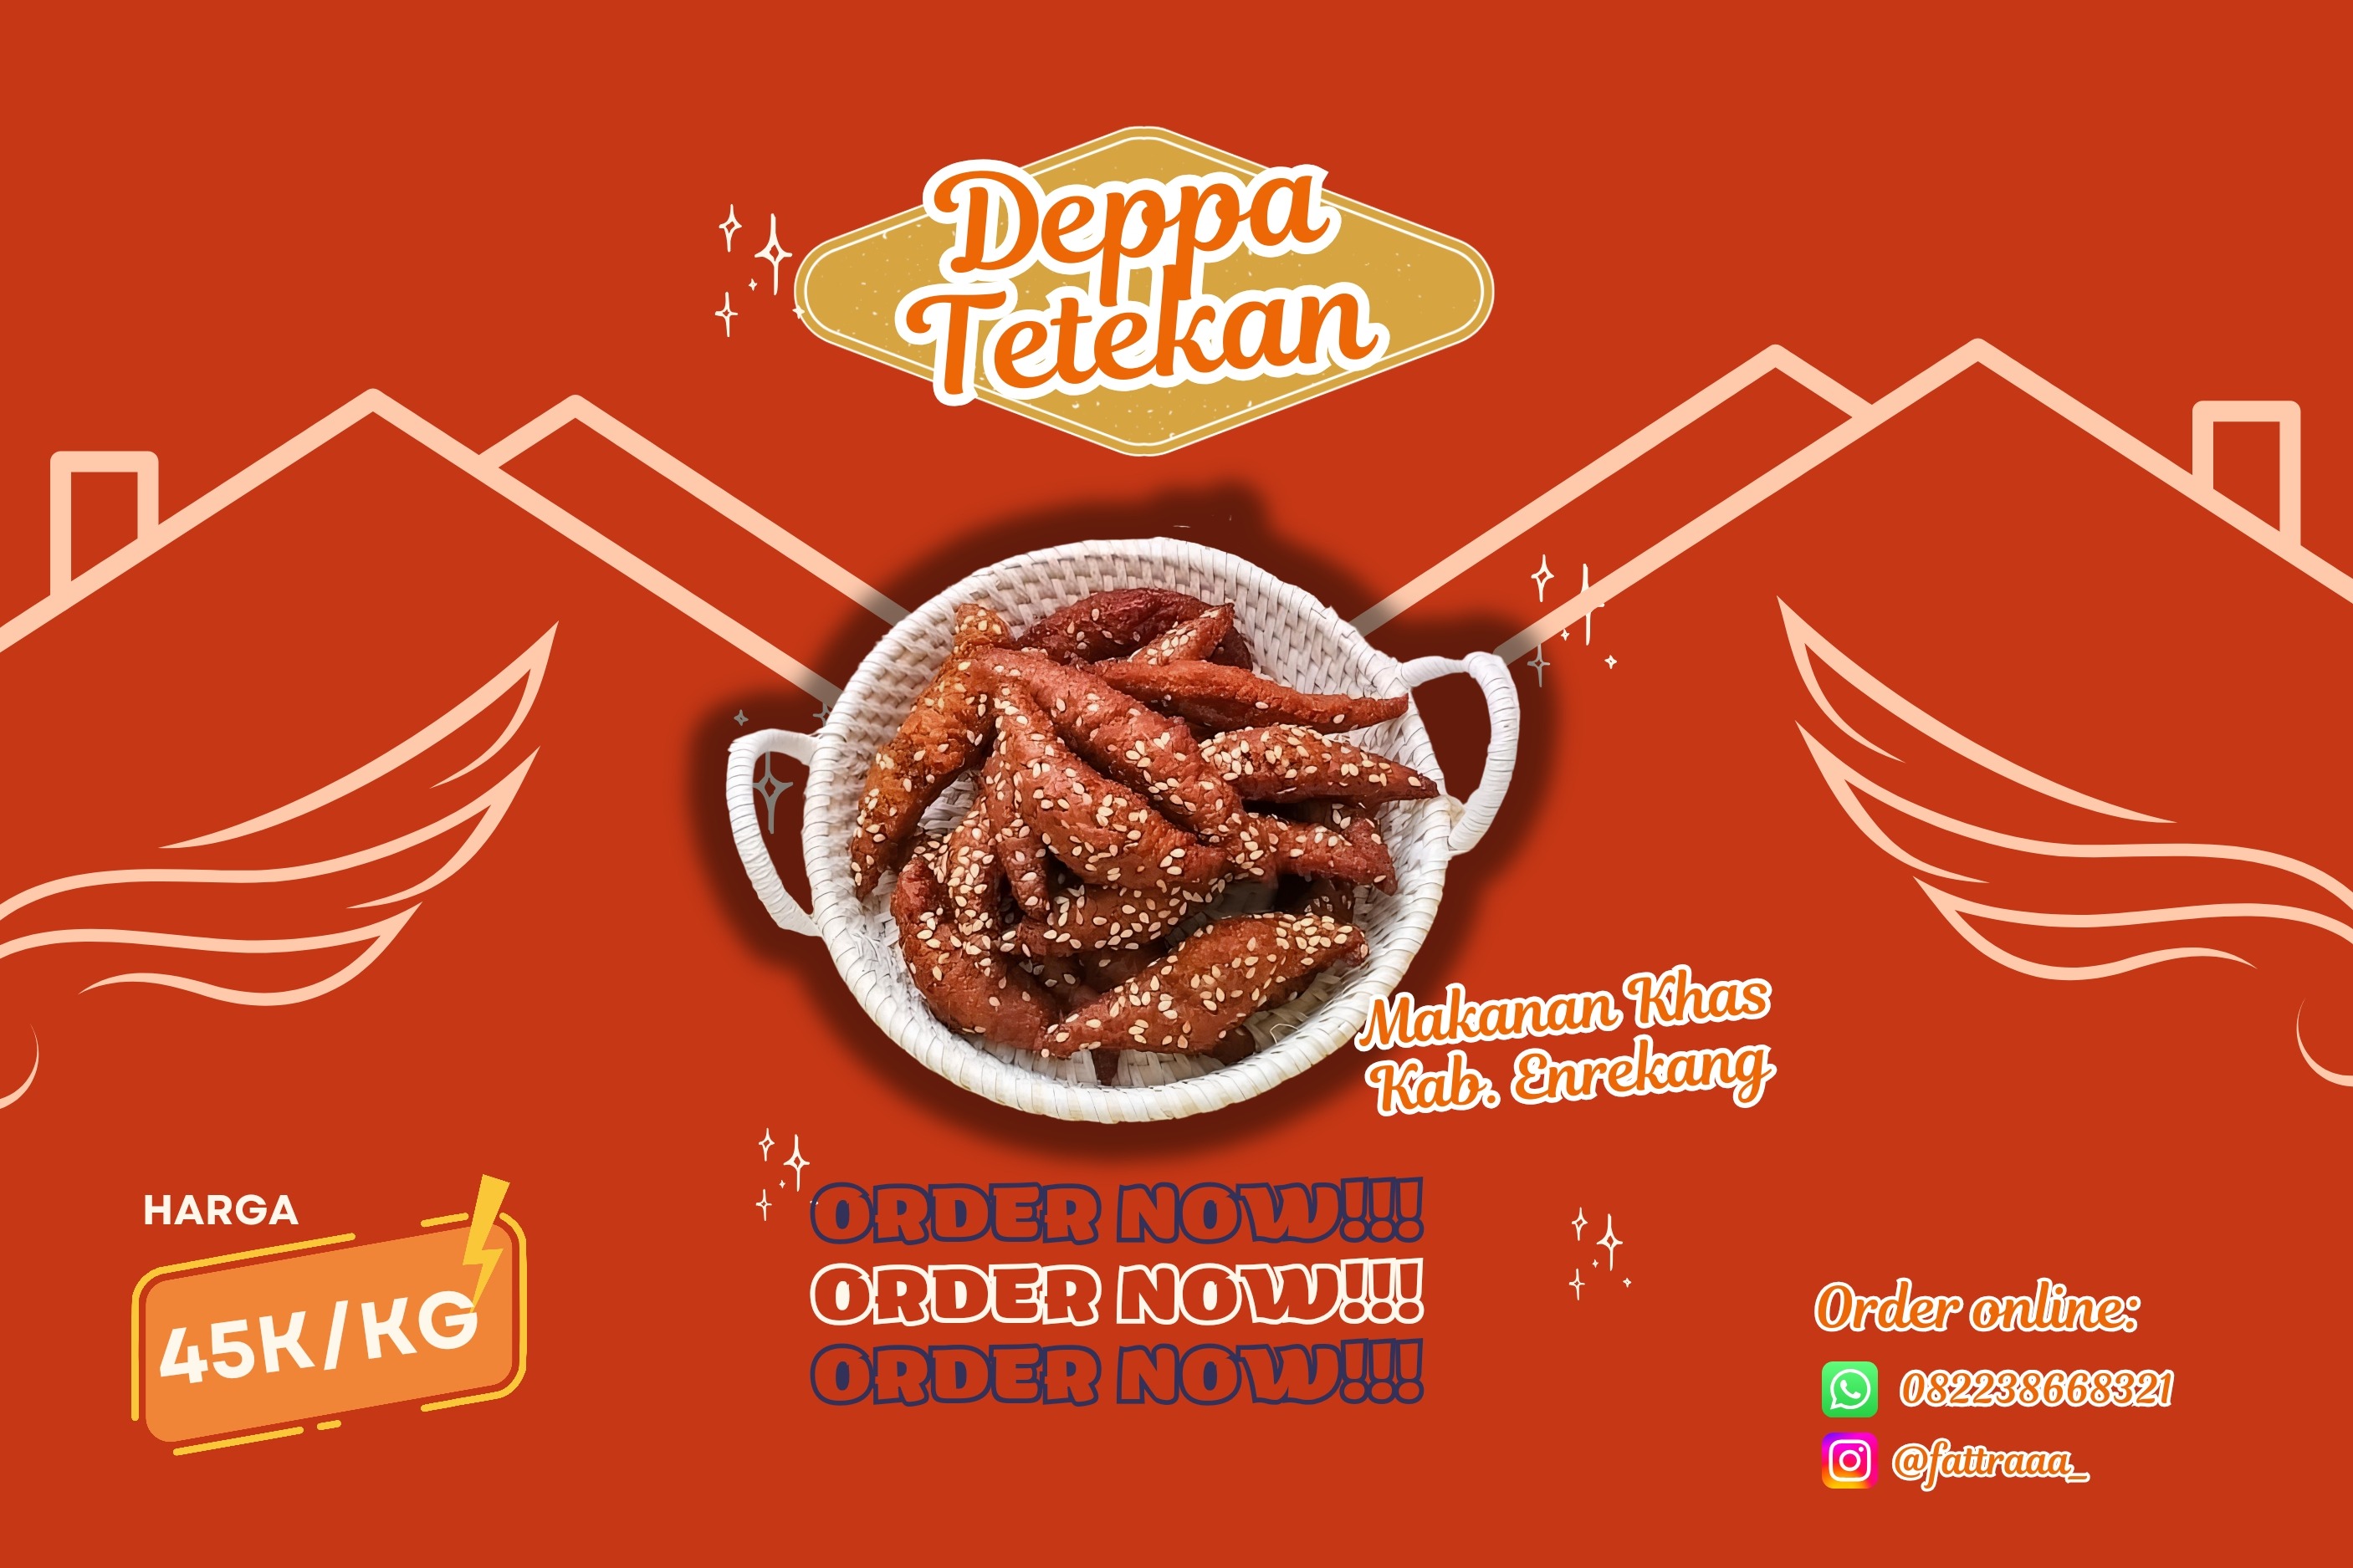 Deppa
Tetekan
Makanan Khas
Kab. Enrekang
HARGA
45K/KG
ORDER NOW!!!
ORDER NOW!!!
ORDER NOW!!!
Order online:
082238668321
@fattraaa_